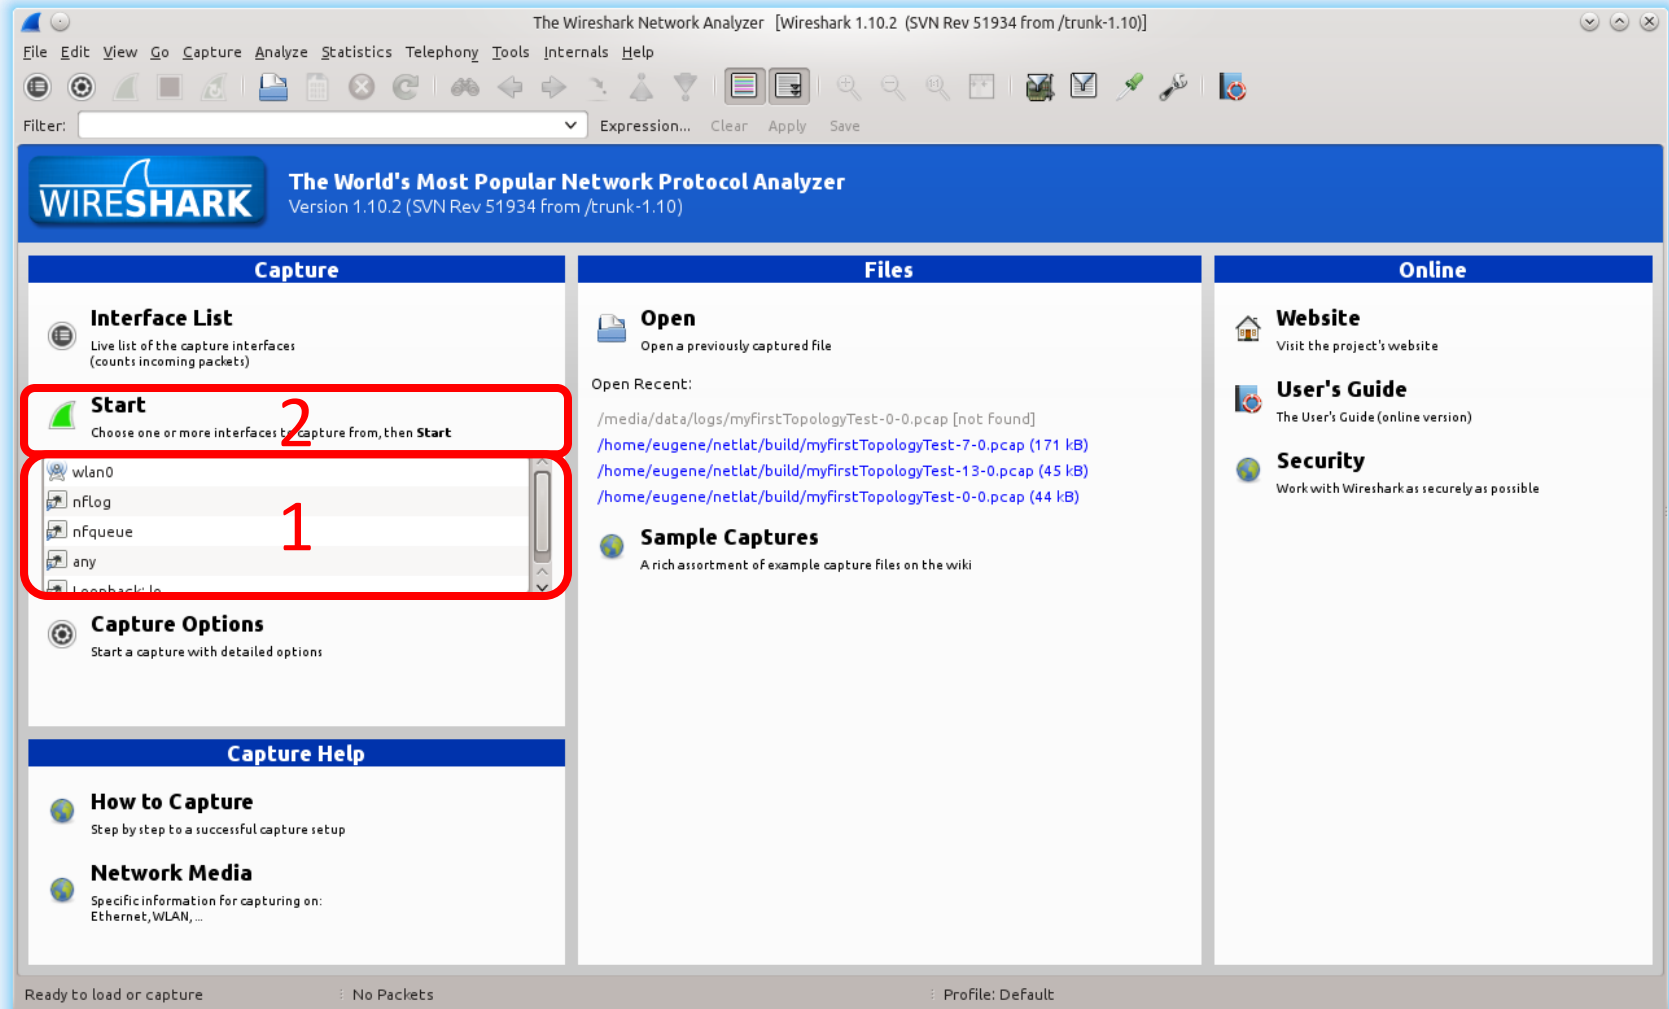 The Wireshark Network Analyzer [Wireshark 1.10.2 (SVN Rev 51934 from /trunk-1.10)]
File Edit View Go Capture Analyze Statistics Telephony Tools Internals Help
Filter: Expression... Clear Apply Save
WIRESHARK
The World's Most Popular Network Protocol Analyzer
Version 1.10.2 (SVN Rev 51934 from /trunk-1.10)
Capture
Interface List
Live list of the capture interfaces
(counts incoming packets)
Start
Choose one or more interfaces to capture from, then Start
2
wlan0
nflog
nfqueue
any
Loopback: lo
1
Capture Options
Start a capture with detailed options
Capture Help
How to Capture
Step by step to a successful capture setup
Network Media
Specific information for capturing on:
Ethernet, WLAN, ...
Files
Open
Open a previously captured file
Open Recent:
/media/data/logs/myfirstTopologyTest-0-0.pcap [not found]
/home/eugene/netlat/build/myfirstTopologyTest-7-0.pcap (171 kB)
/home/eugene/netlat/build/myfirstTopologyTest-13-0.pcap (45 kB)
/home/eugene/netlat/build/myfirstTopologyTest-0-0.pcap (44 kB)
Sample Captures
A rich assortment of example capture files on the wiki
Online
Website
Visit the project's website
User's Guide
The User's Guide (online version)
Security
Work with Wireshark as securely as possible
Ready to load or capture
No Packets
Profile: Default